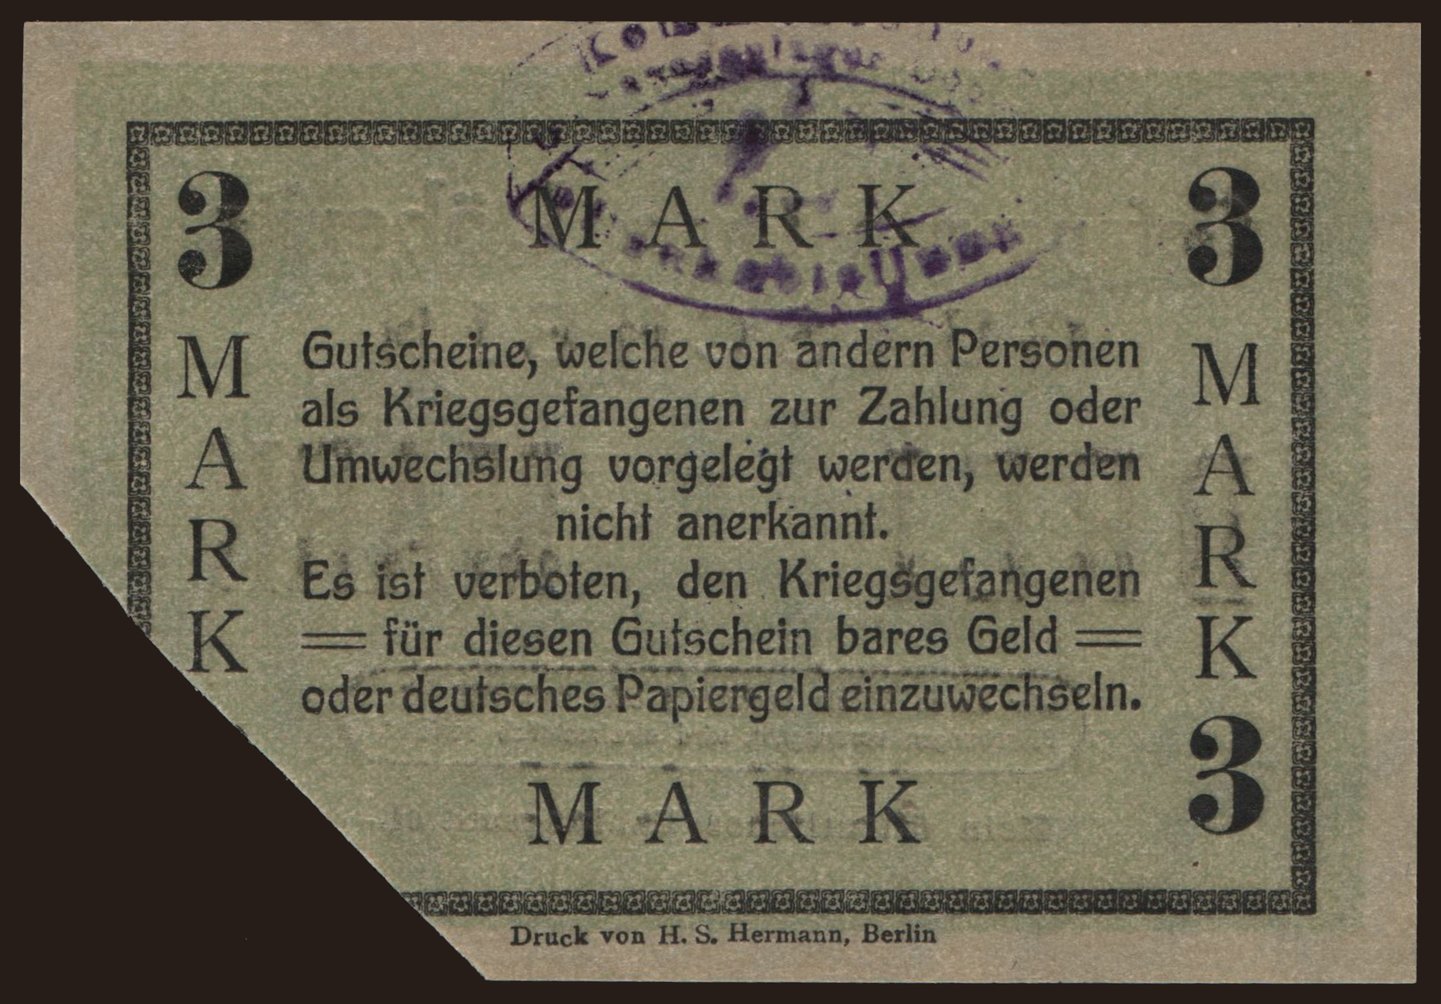 3 MARK 3
MARK
MARK
Gutscheine, welche von andern Personen
als Kriegsgefangenen zur Zahlung oder
Umwechslung vorgelegt werden, werden
nicht anerkannt.
Es ist verboten, den Kriegsgefangenen
für diesen Gutschein bares Geld
oder deutsches Papiergeld einzuwechseln.
3
MARK
Druck von H. S. Hermann, Berlin